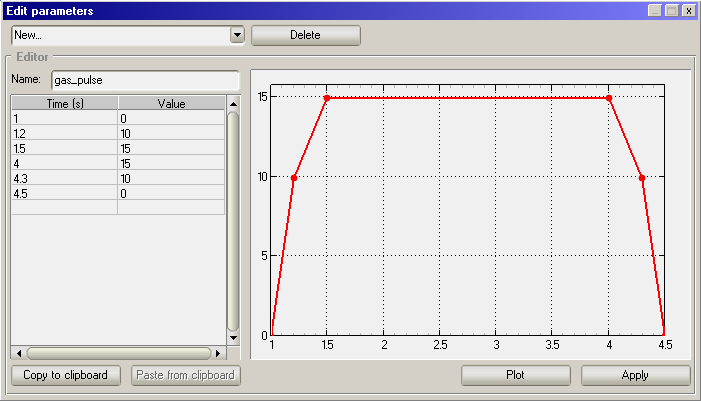 Edit parameters
New...
Delete
Editor
Name: gas_pulse
Time (s) Value
1 0
1.2 10
1.5 15
4 15
4.3 10
4.5 0
15
10
5
0
1 1.5 2 2.5 3 3.5 4 4.5
Copy to clipboard Paste from clipboard Plot Apply